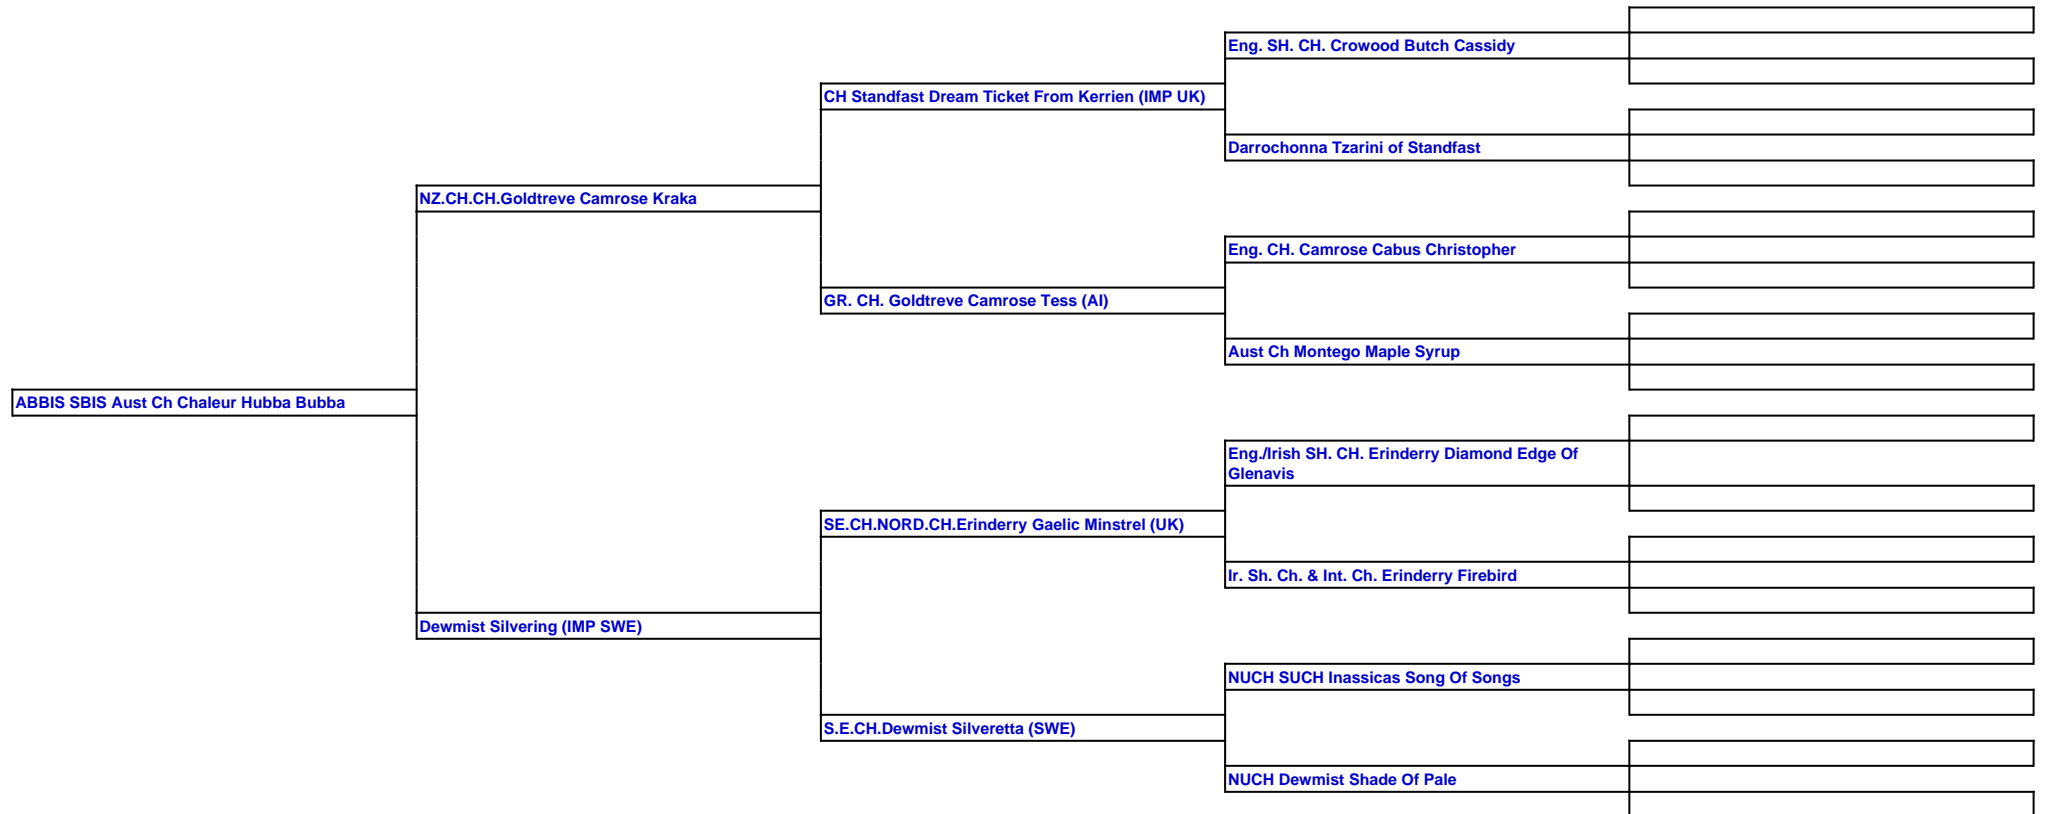 Eng. SH. CH. Crowood Butch Cassidy
CH Standfast Dream Ticket From Kerrien (IMP UK)
Darrochonna Tzarini of Standfast
NZ.CH.CH.Goldtreve Camrose Kraka
Eng. CH. Camrose Cabus Christopher
GR. CH. Goldtreve Camrose Tess (AI)
Aust Ch Montego Maple Syrup
ABBIS SBIS Aust Ch Chaleur Hubba Bubba
Eng./Irish SH. CH. Erinderry Diamond Edge Of
Glenavis
SE.CH.NORD.CH.Erinderry Gaelic Minstrel (UK)
Ir. Sh. Ch. & Int. Ch. Erinderry Firebird
Dewmist Silvering (IMP SWE)
NUCH SUCH Inassicas Song Of Songs
S.E.CH.Dewmist Silveretta (SWE)
NUCH Dewmist Shade Of Pale